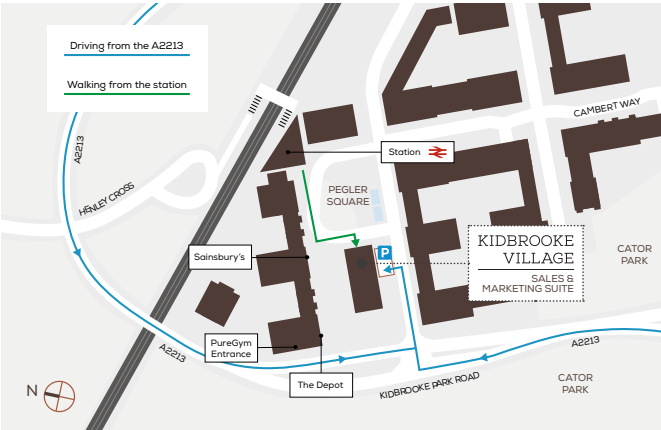 Driving from the A2213
Walking from the station
A2213
HENLEY CROSS
CAMBERT WAY
Station
PEGLER
SQUARE
P
KIDBROOKE
VILLAGE
SALES &
MARKETING SUITE
CATOR
PARK
Sainsbury's
PureGym
Entrance
The Depot
A2213
A2213
KIDBROOKE PARK ROAD
CATOR
PARK
N